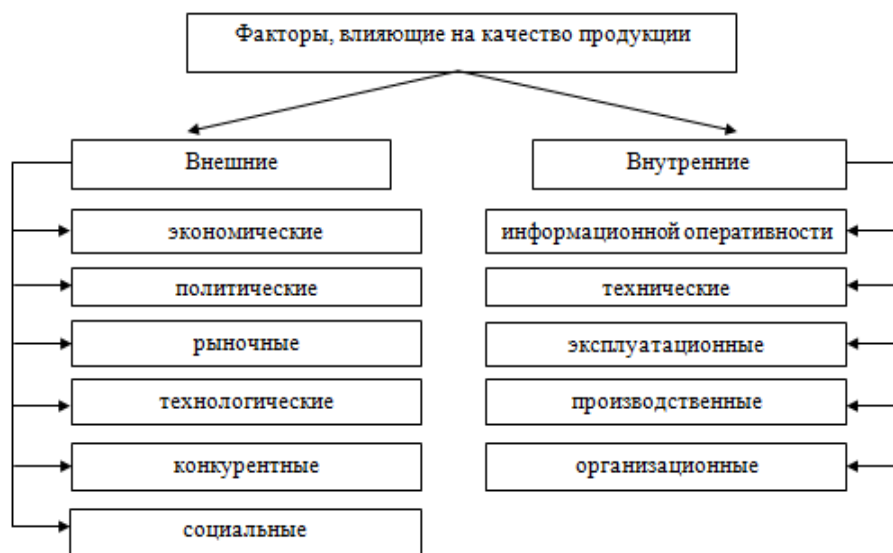 Факторы, влияющие на качество продукции
Внешние
экономические
политические
рыночные
технологические
конкурентные
социальные
Внутренние
информационной оперативности
технические
эксплуатационные
производственные
организационные